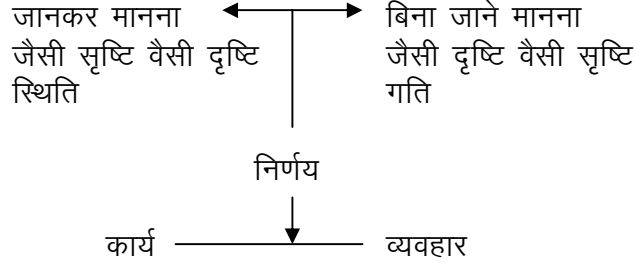 जानकर मानना बिना जाने मानना
जैसी सृष्टि वैसी दृष्टि जैसी दृष्टि वैसी सृष्टि
स्थिति गति
निर्णय
कार्य व्यवहार